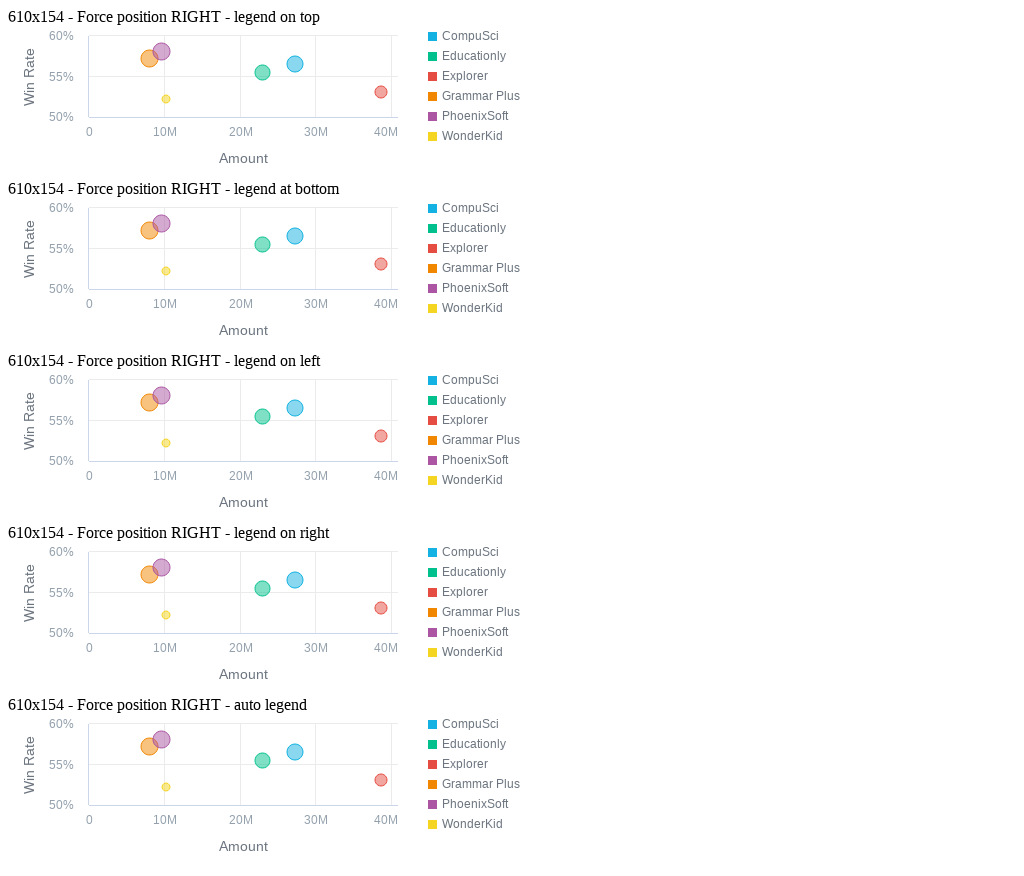 610x154 - Force position RIGHT - legend on top
60%
55%
50%
Win Rate
0 10M 20M 30M 40M
Amount
CompuSci
Educationly
Explorer
Grammar Plus
PhoenixSoft
WonderKid
610x154 - Force position RIGHT - legend at bottom
60%
55%
50%
Win Rate
0 10M 20M 30M 40M
Amount
CompuSci
Educationly
Explorer
Grammar Plus
PhoenixSoft
WonderKid
610x154 - Force position RIGHT - legend on left
60%
55%
50%
Win Rate
0 10M 20M 30M 40M
Amount
CompuSci
Educationly
Explorer
Grammar Plus
PhoenixSoft
WonderKid
610x154 - Force position RIGHT - legend on right
60%
55%
50%
Win Rate
0 10M 20M 30M 40M
Amount
CompuSci
Educationly
Explorer
Grammar Plus
PhoenixSoft
WonderKid
610x154 - Force position RIGHT - auto legend
60%
55%
50%
Win Rate
0 10M 20M 30M 40M
Amount
CompuSci
Educationly
Explorer
Grammar Plus
PhoenixSoft
WonderKid